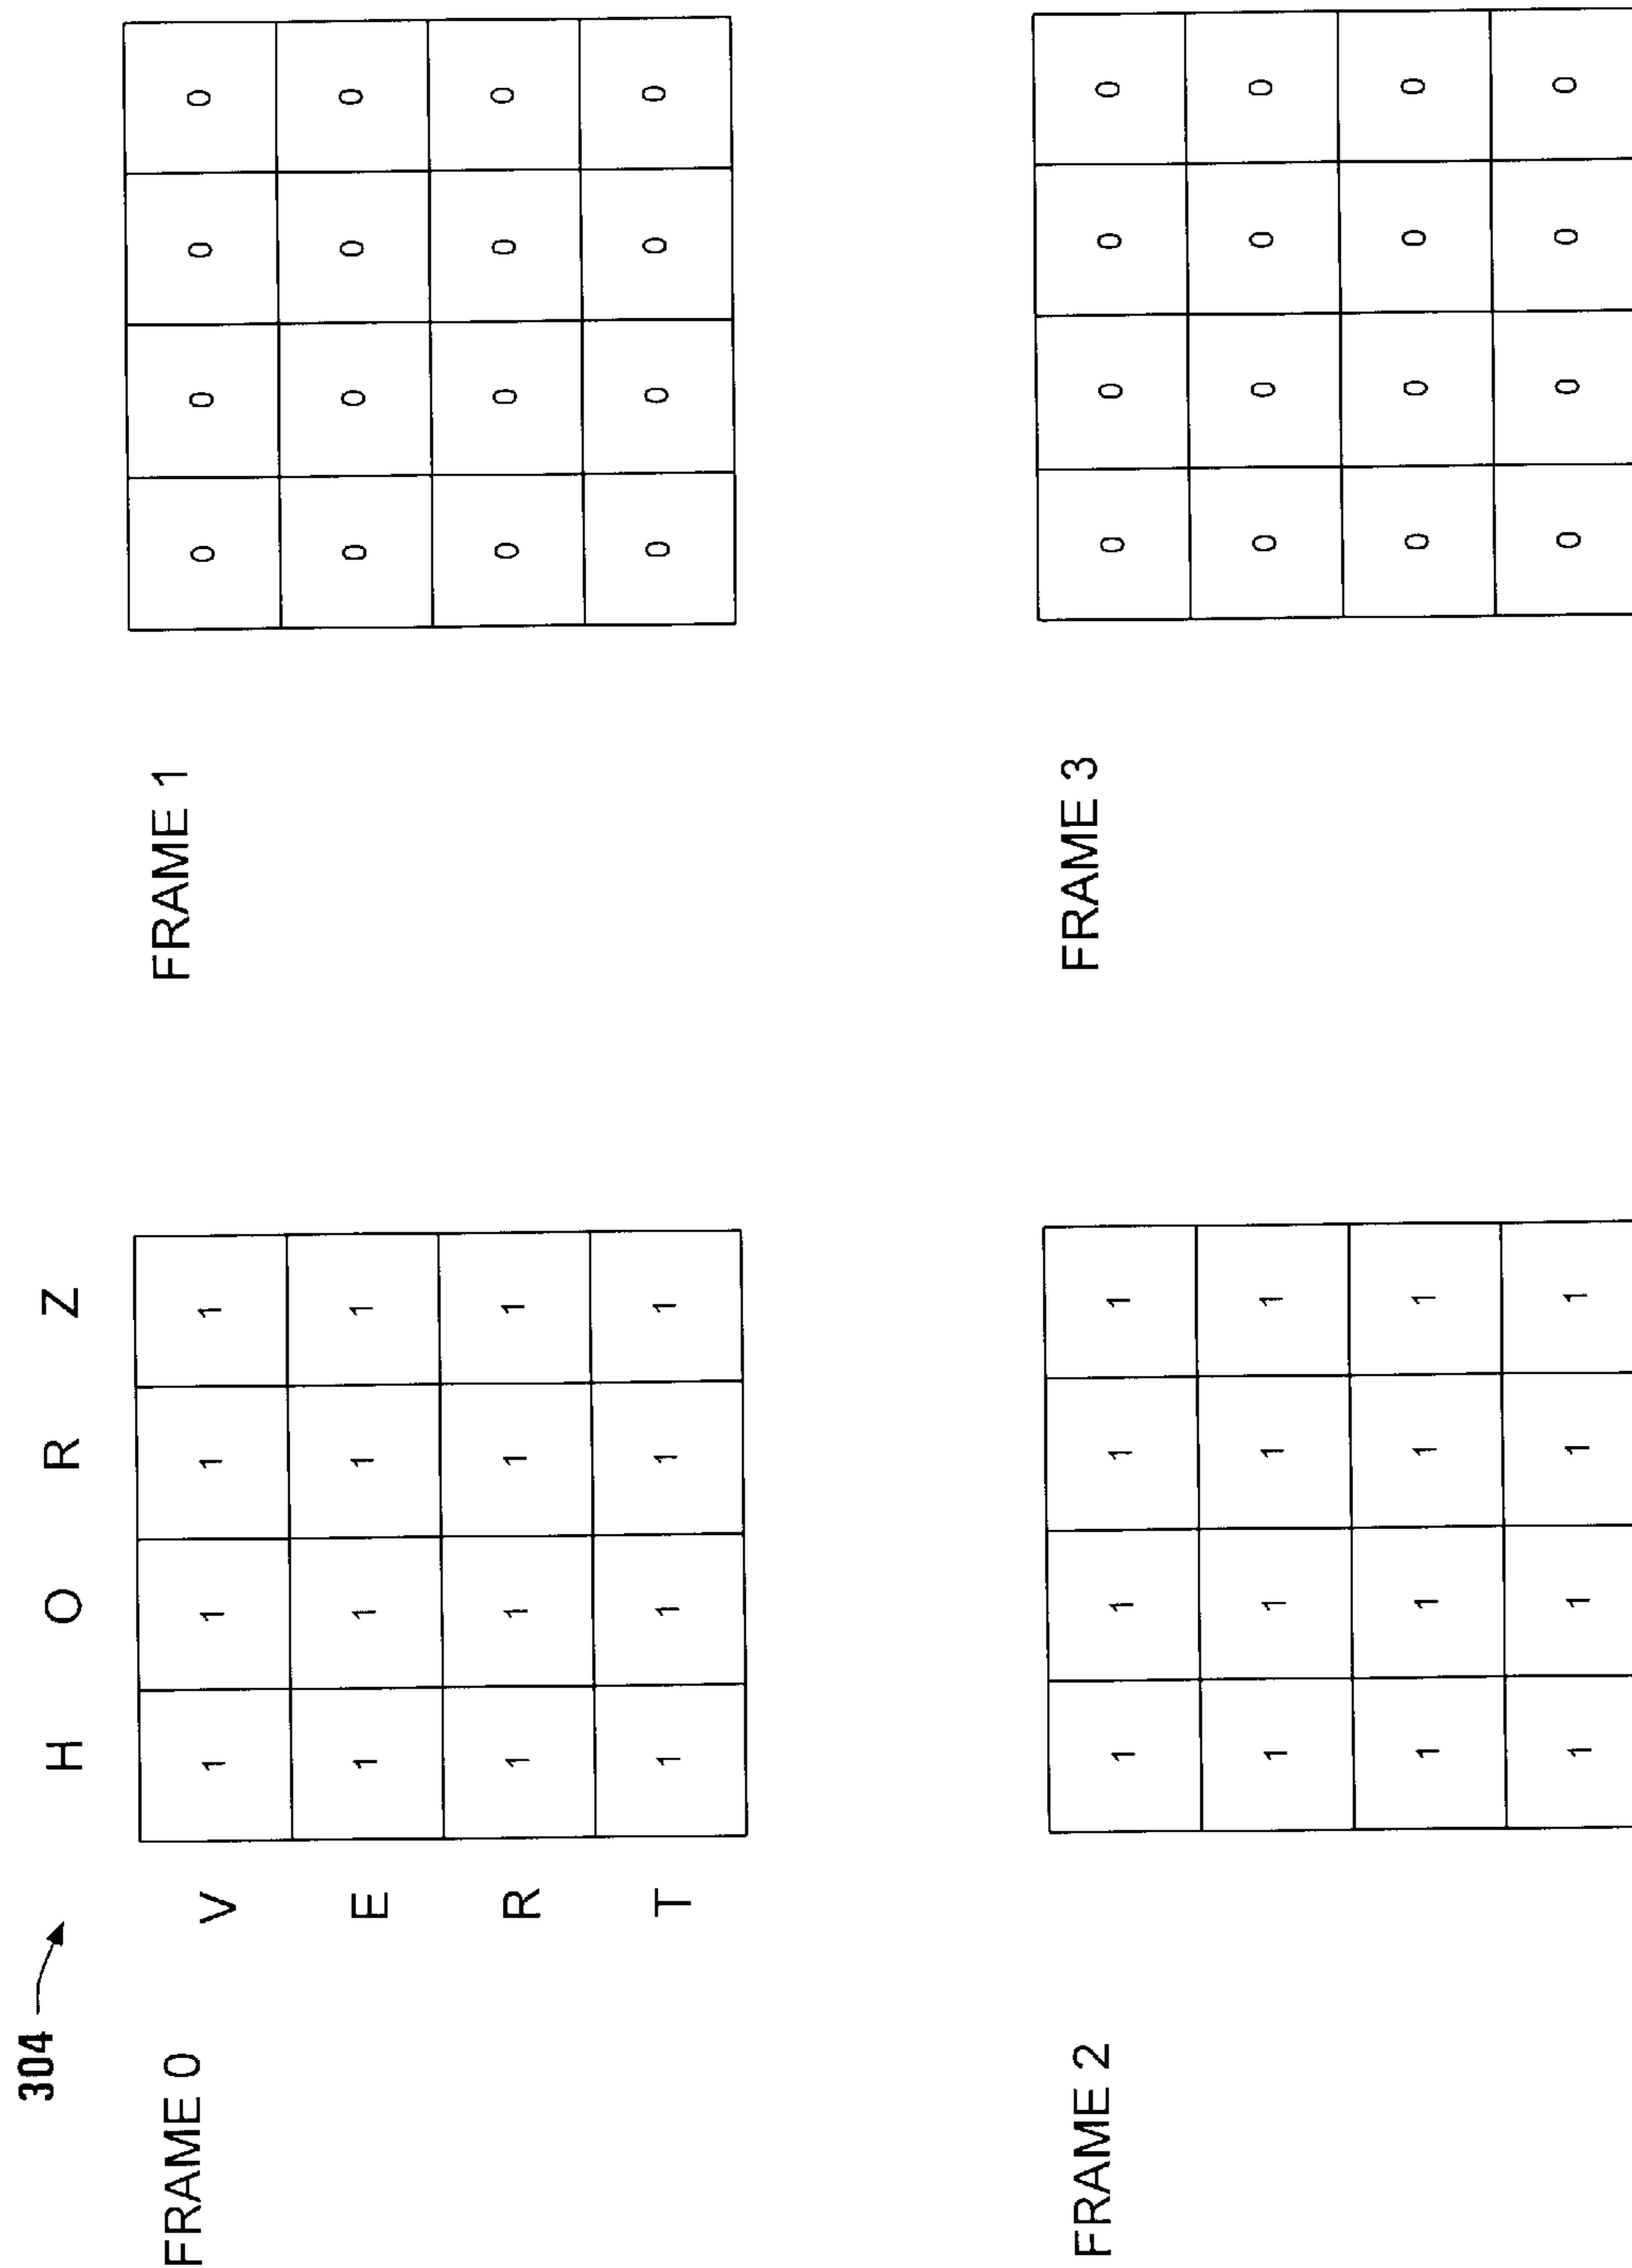 304
H O R Z
FRAME 0 V 1 1 1 1 FRAME 1 0 0 0 0
E 1 1 1 1 0 0 0 0
R 1 1 1 1 0 0 0 0
T 1 1 1 1 0 0 0 0
FRAME 2 1 1 1 1 FRAME 3 0 0 0 0
1 1 1 1 0 0 0 0
1 1 1 1 0 0 0 0
1 1 1 1 0 0 0 0